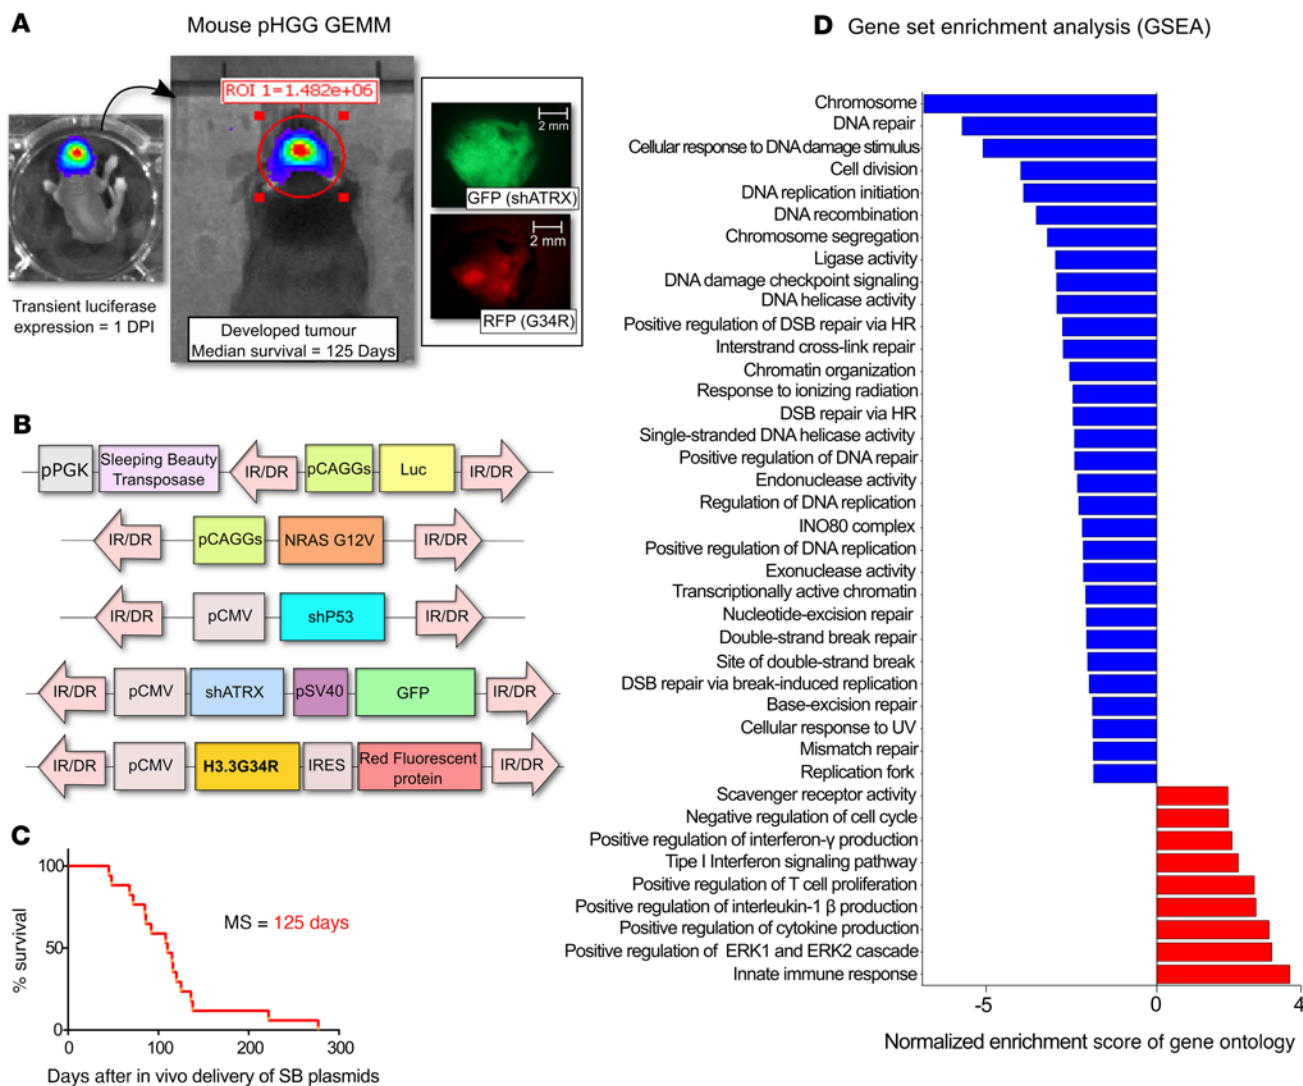 A
Mouse pHGG GEMM
ROI 1=1.482e+06
2 mm
GFP (shATRX)
2 mm
RFP (G34R)
Transient luciferase
expression = 1 DPI
Developed tumour
Median survival = 125 Days
B
pPGK
Sleeping Beauty
Transposase
IR/DR
pCAGGs
Luc
IR/DR
IR/DR
pCAGGs
NRAS G12V
IR/DR
IR/DR
pCMV
shP53
IR/DR
IR/DR
pCMV
shATRX
pSV40
GFP
IR/DR
IR/DR
pCMV
H3.3G34R
IRES
Red Fluorescent
protein
IR/DR
C
% survival
100
50
0
MS = 125 days
0
100
200
300
Days after in vivo delivery of SB plasmids
D
Gene set enrichment analysis (GSEA)
Chromosome
DNA repair
Cellular response to DNA damage stimulus
Cell division
DNA replication initiation
DNA recombination
Chromosome segregation
Ligase activity
DNA damage checkpoint signaling
DNA helicase activity
Positive regulation of DSB repair via HR
Interstrand cross-link repair
Chromatin organization
Response to ionizing radiation
DSB repair via HR
Single-stranded DNA helicase activity
Positive regulation of DNA repair
Endonuclease activity
Regulation of DNA replication
INO80 complex
Positive regulation of DNA replication
Exonuclease activity
Transcriptionally active chromatin
Nucleotide-excision repair
Double-strand break repair
Site of double-strand break
DSB repair via break-induced replication
Base-excision repair
Cellular response to UV
Mismatch repair
Replication fork
Scavenger receptor activity
Negative regulation of cell cycle
Positive regulation of interferon-γ production
Tipe I Interferon signaling pathway
Positive regulation of T cell proliferation
Positive regulation of interleukin-1 β production
Positive regulation of cytokine production
Positive regulation of ERK1 and ERK2 cascade
Innate immune response
-5
0
4
Normalized enrichment score of gene ontology